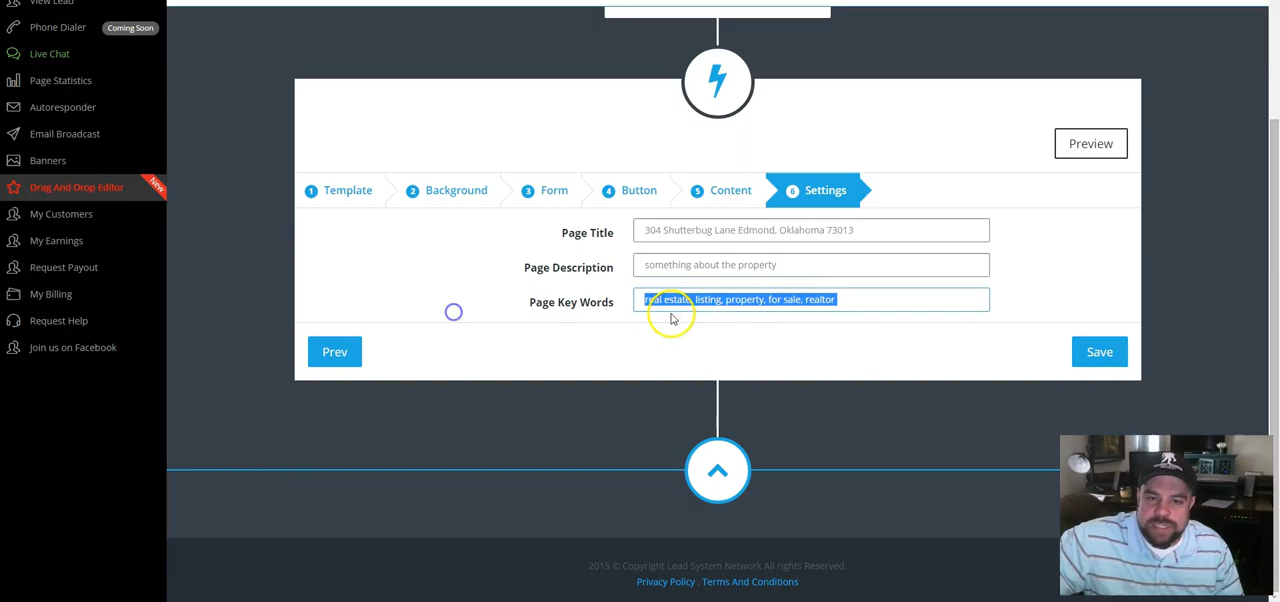 View Lead
Phone Dialer
Coming Soon
Live Chat
Page Statistics
Autoresponder
Email Broadcast
Banners
Drag And Drop Editor
New
My Customers
My Earnings
Request Payout
My Billing
Request Help
Join us on Facebook
Preview
1 Template
2 Background
3 Form
4 Button
5 Content
6 Settings
Page Title
304 Shutterbug Lane Edmond, Oklahoma 73013
Page Description
something about the property
Page Key Words
real estate, listing, property, for sale, realtor
Prev
Save
2015 © Copyright Lead System Network All rights Reserved.
Privacy Policy . Terms And Conditions